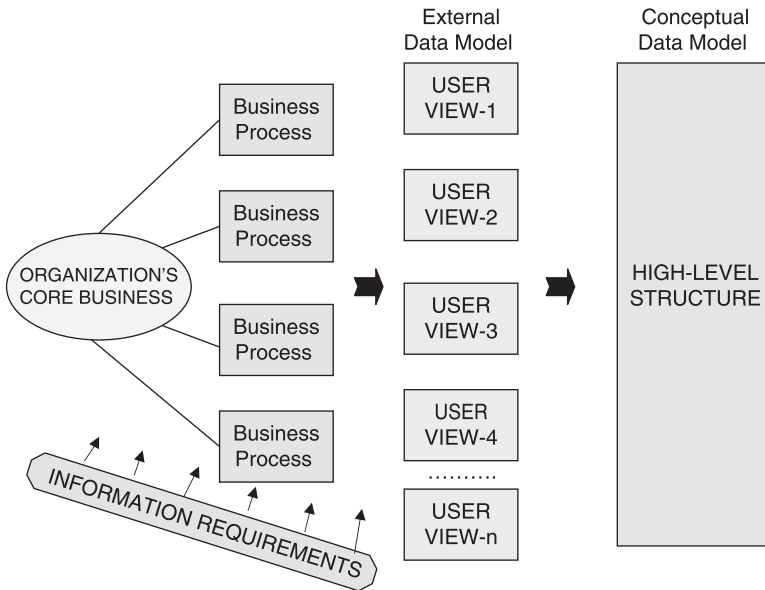 External
Data Model
Conceptual
Data Model
Business
Process
Business
Process
Business
Process
Business
Process
ORGANIZATION'S
CORE BUSINESS
INFORMATION REQUIREMENTS
USER
VIEW-1
USER
VIEW-2
USER
VIEW-3
USER
VIEW-4
..........
USER
VIEW-n
HIGH-LEVEL
STRUCTURE